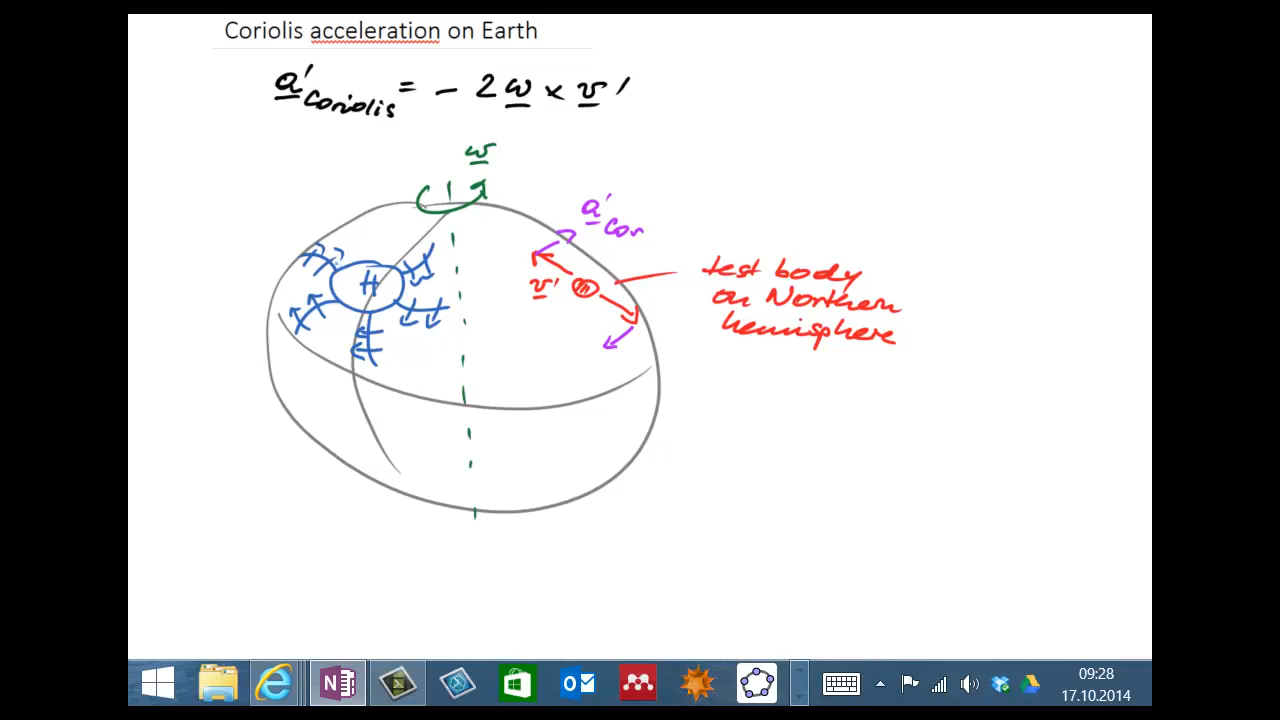 Coriolis acceleration on Earth
a' coriolis = - 2 ω × v'
ω
a' cor
H
v'
test body
on Northern
hemisphere
09:28
17.10.2014